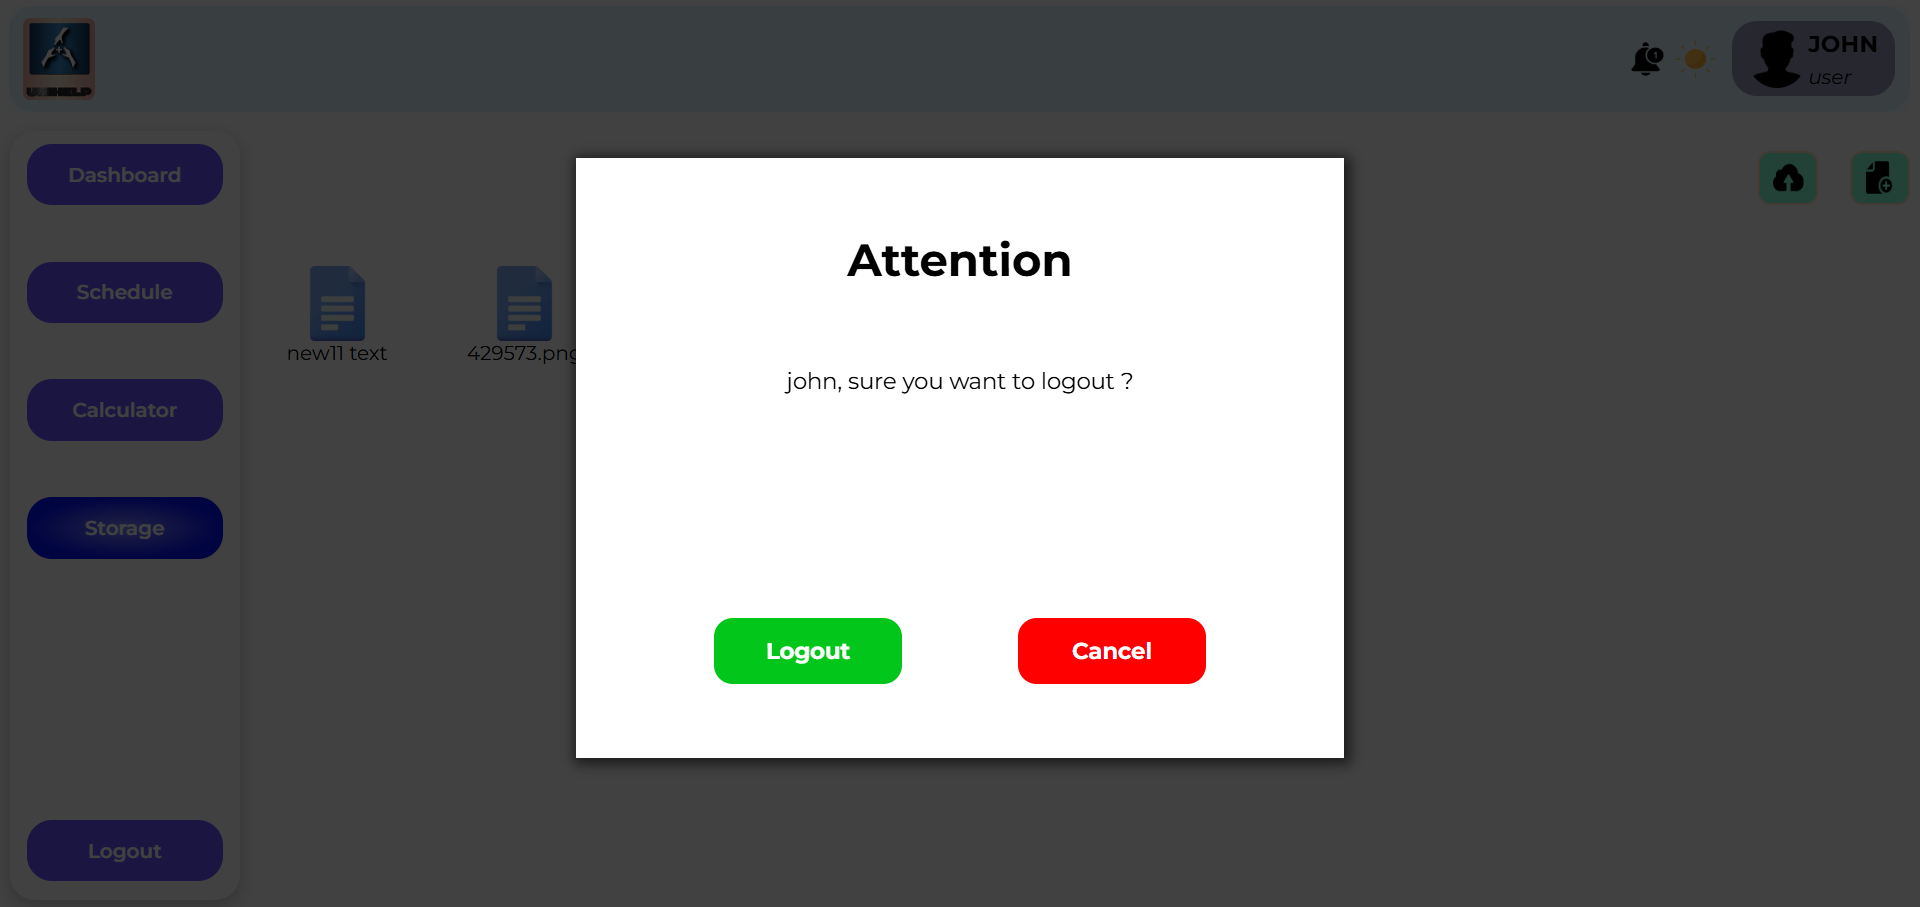 JOHN
user
1
Dashboard
Schedule
Calculator
Storage
Logout
new11 text
429573.png
Attention
john, sure you want to logout ?
Logout
Cancel